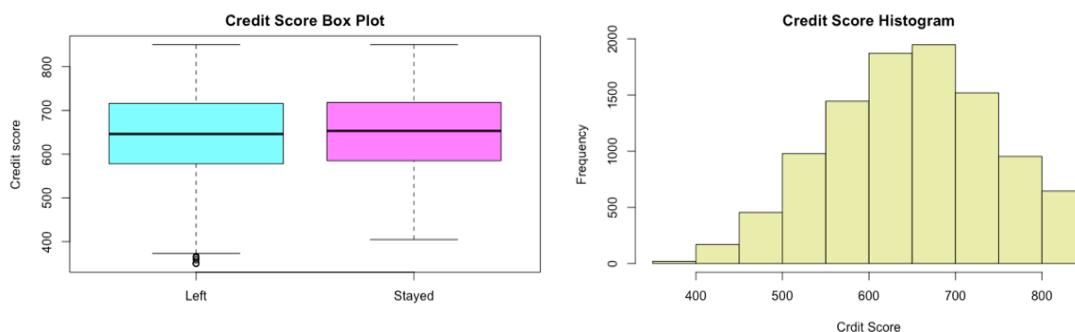 Credit Score Box Plot
Credit score
800
700
600
500
400
Left
Stayed
Credit Score Histogram
Frequency
2000
1500
1000
500
0
400
500
600
700
800
Crdit Score